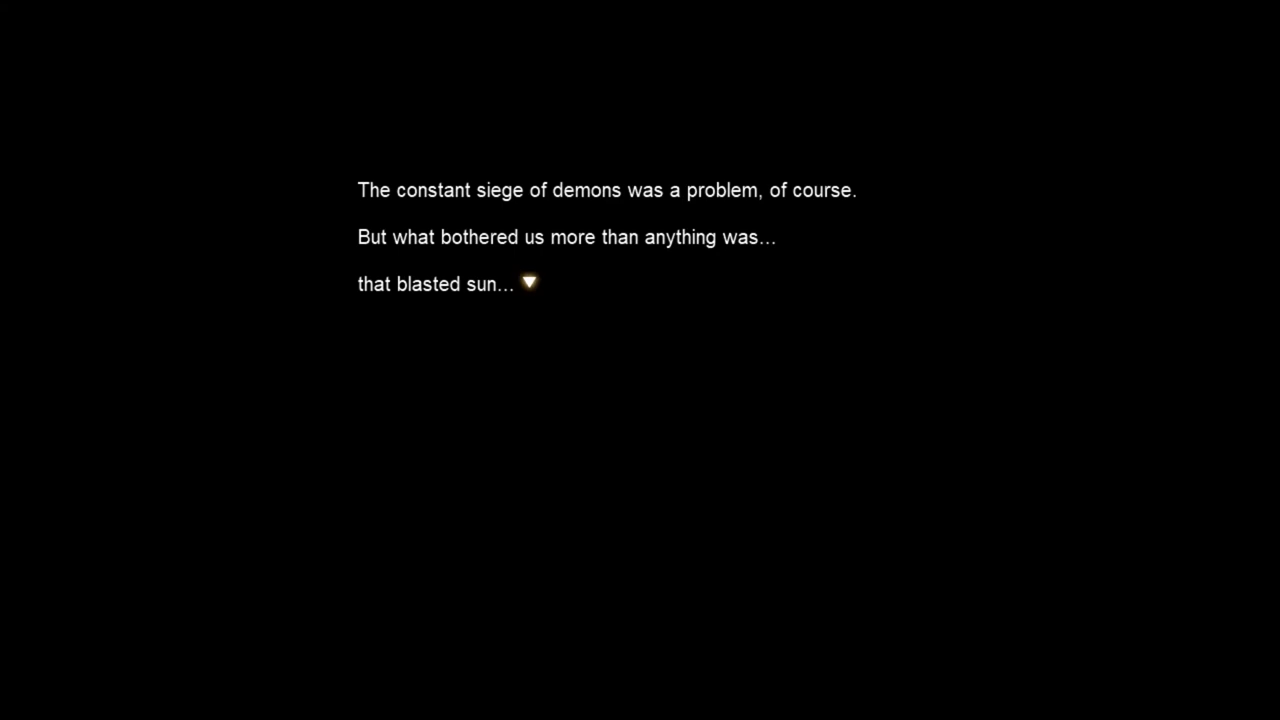 The constant siege of demons was a problem, of course.
But what bothered us more than anything was...
that blasted sun...